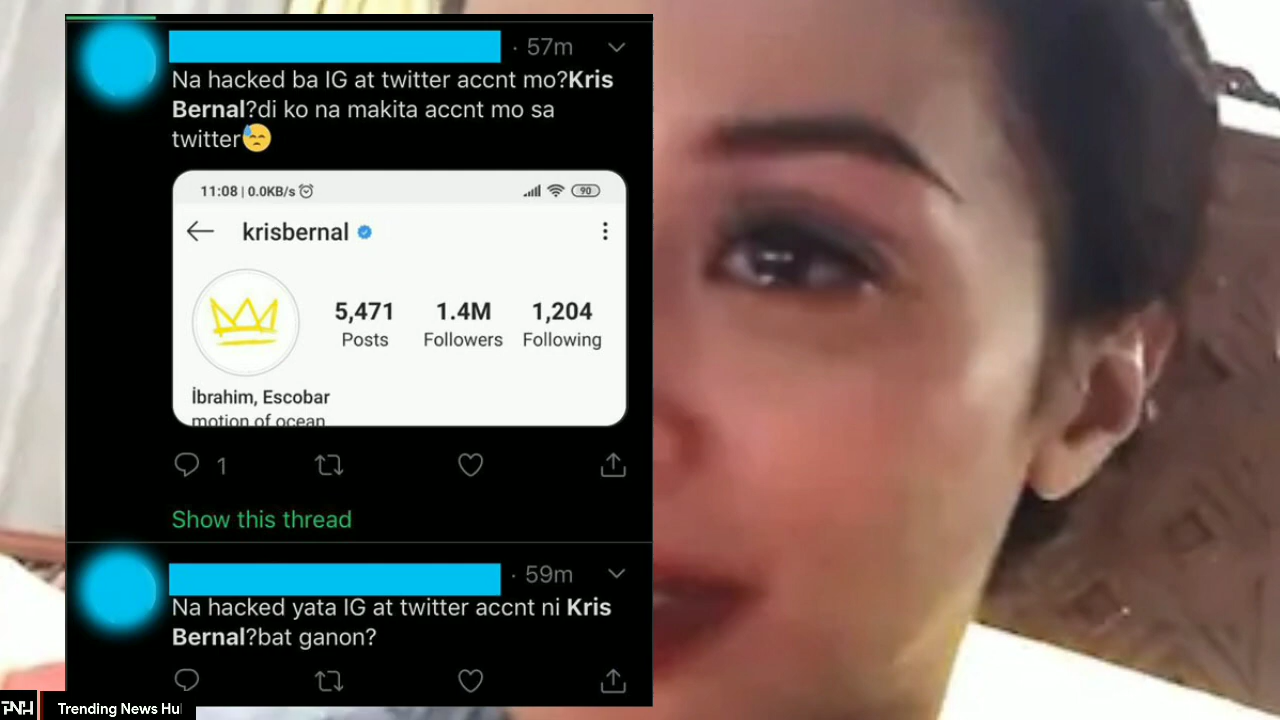 57m
Na hacked ba IG at twitter accnt mo?Kris
Bernal?di ko na makita accnt mo sa
twitter😓
11:08 | 0.0KB/s
90
krisbernal
5,471 1.4M 1,204
Posts Followers Following
İbrahim, Escobar
motion of ocean
1
Show this thread
· 59m
Na hacked yata IG at twitter accnt ni Kris
Bernal?bat ganon?
TNH Trending News Hu